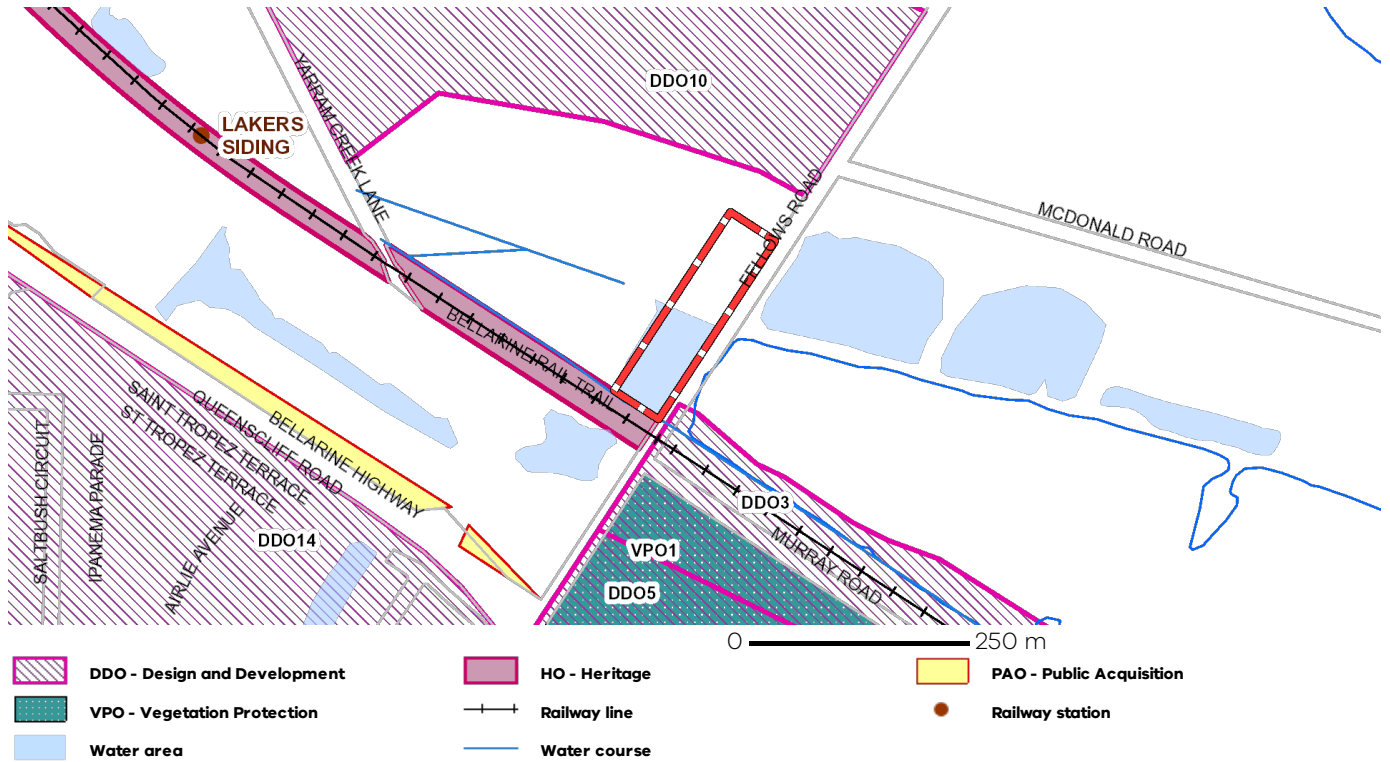 DDO10
YARRAM CREEK LANE
LAKERS
SIDING
FELLOWS ROAD
MCDONALD ROAD
BELLARINE RAIL TRAIL
SAINT TROPEZ TERRACE
ST TROPEZ TERRACE
QUEENSCLIFF ROAD
BELLARINE HIGHWAY
SALTBUSH CIRCUIT
IPANEMA PARADE
AIRLIE AVENUE
DDO14
DDO3
VPO1
MURRAY ROAD
DDO5
0 250 m
DDO - Design and Development
HO - Heritage
PAO - Public Acquisition
VPO - Vegetation Protection
Railway line
Railway station
Water area
Water course